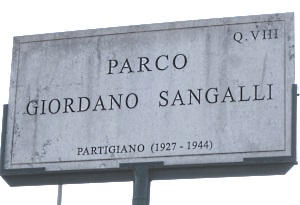 Q.VIII
PARCO
GIORDANO SANGALLI
PARTIGIANO (1927 - 1944)